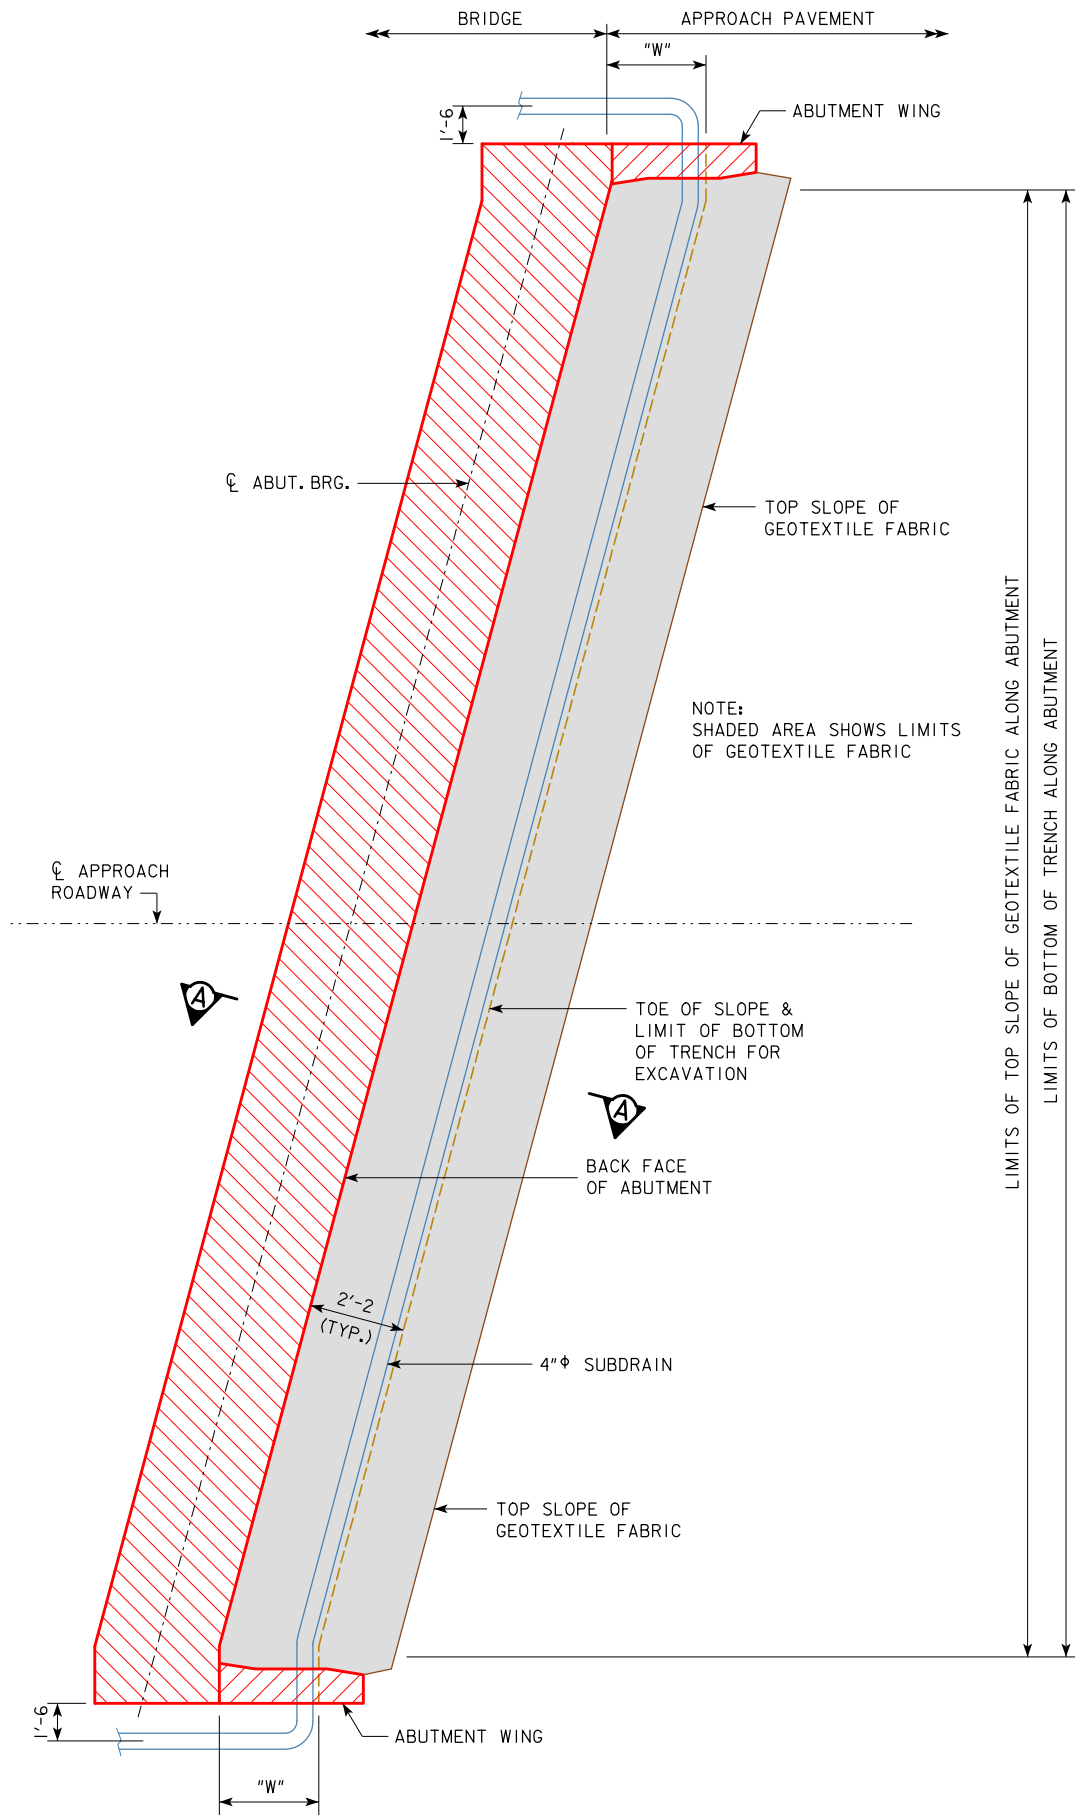 BRIDGE
APPROACH PAVEMENT
"W"
1'-6
ABUTMENT WING
℄ ABUT. BRG.
TOP SLOPE OF
GEOTEXTILE FABRIC
NOTE:
SHADED AREA SHOWS LIMITS
OF GEOTEXTILE FABRIC
LIMITS OF TOP SLOPE OF GEOTEXTILE FABRIC ALONG ABUTMENT
LIMITS OF BOTTOM OF TRENCH ALONG ABUTMENT
℄ APPROACH
ROADWAY
A
TOE OF SLOPE &
LIMIT OF BOTTOM
OF TRENCH FOR
EXCAVATION
A
BACK FACE
OF ABUTMENT
2'-2
(TYP.)
4"ϕ SUBDRAIN
TOP SLOPE OF
GEOTEXTILE FABRIC
1'-6
ABUTMENT WING
"W"